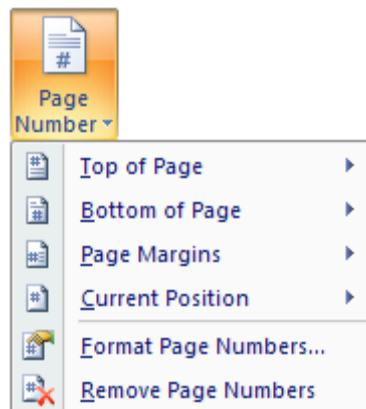 #
Page
Number
Top of Page
Bottom of Page
Page Margins
Current Position
Format Page Numbers...
Remove Page Numbers